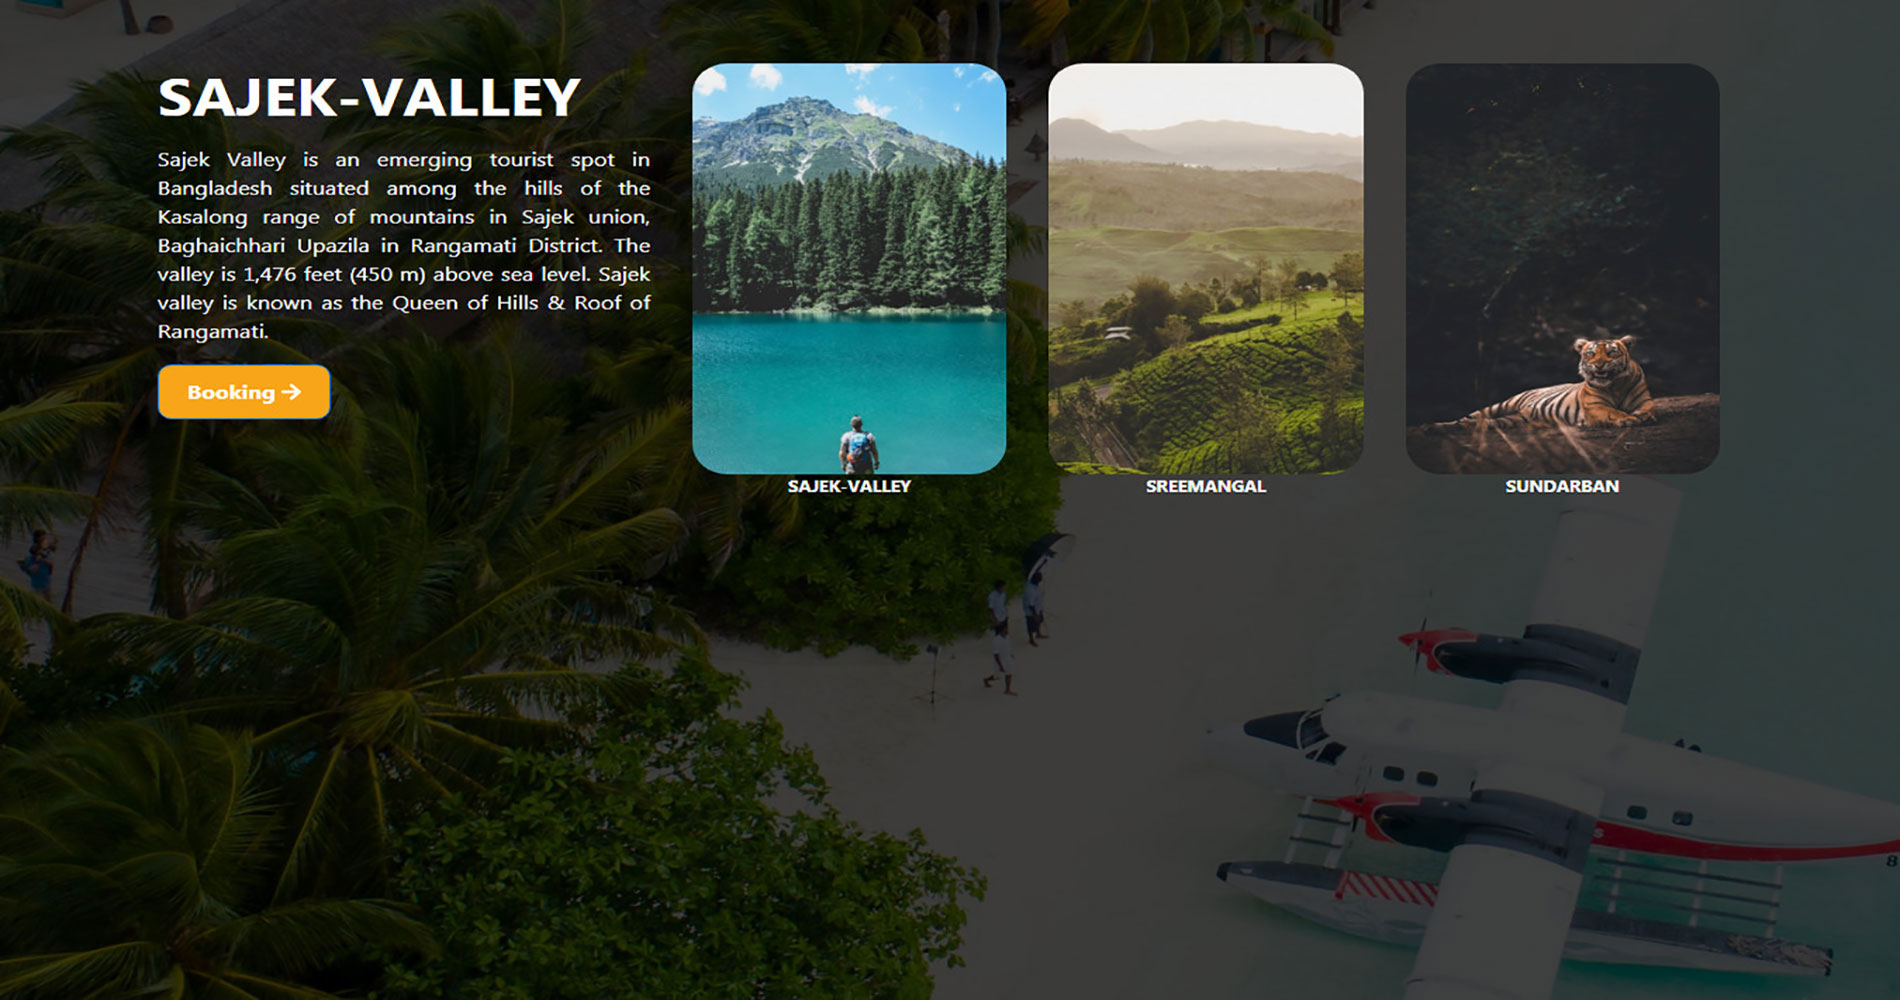 SAJEK-VALLEY
Sajek Valley is an emerging tourist spot in
Bangladesh situated among the hills of the
Kasalong range of mountains in Sajek union,
Baghaichhari Upazila in Rangamati District. The
valley is 1,476 feet (450 m) above sea level. Sajek
valley is known as the Queen of Hills & Roof of
Rangamati.
Booking →
SAJEK-VALLEY
SREEMANGAL
SUNDARBAN
s
8